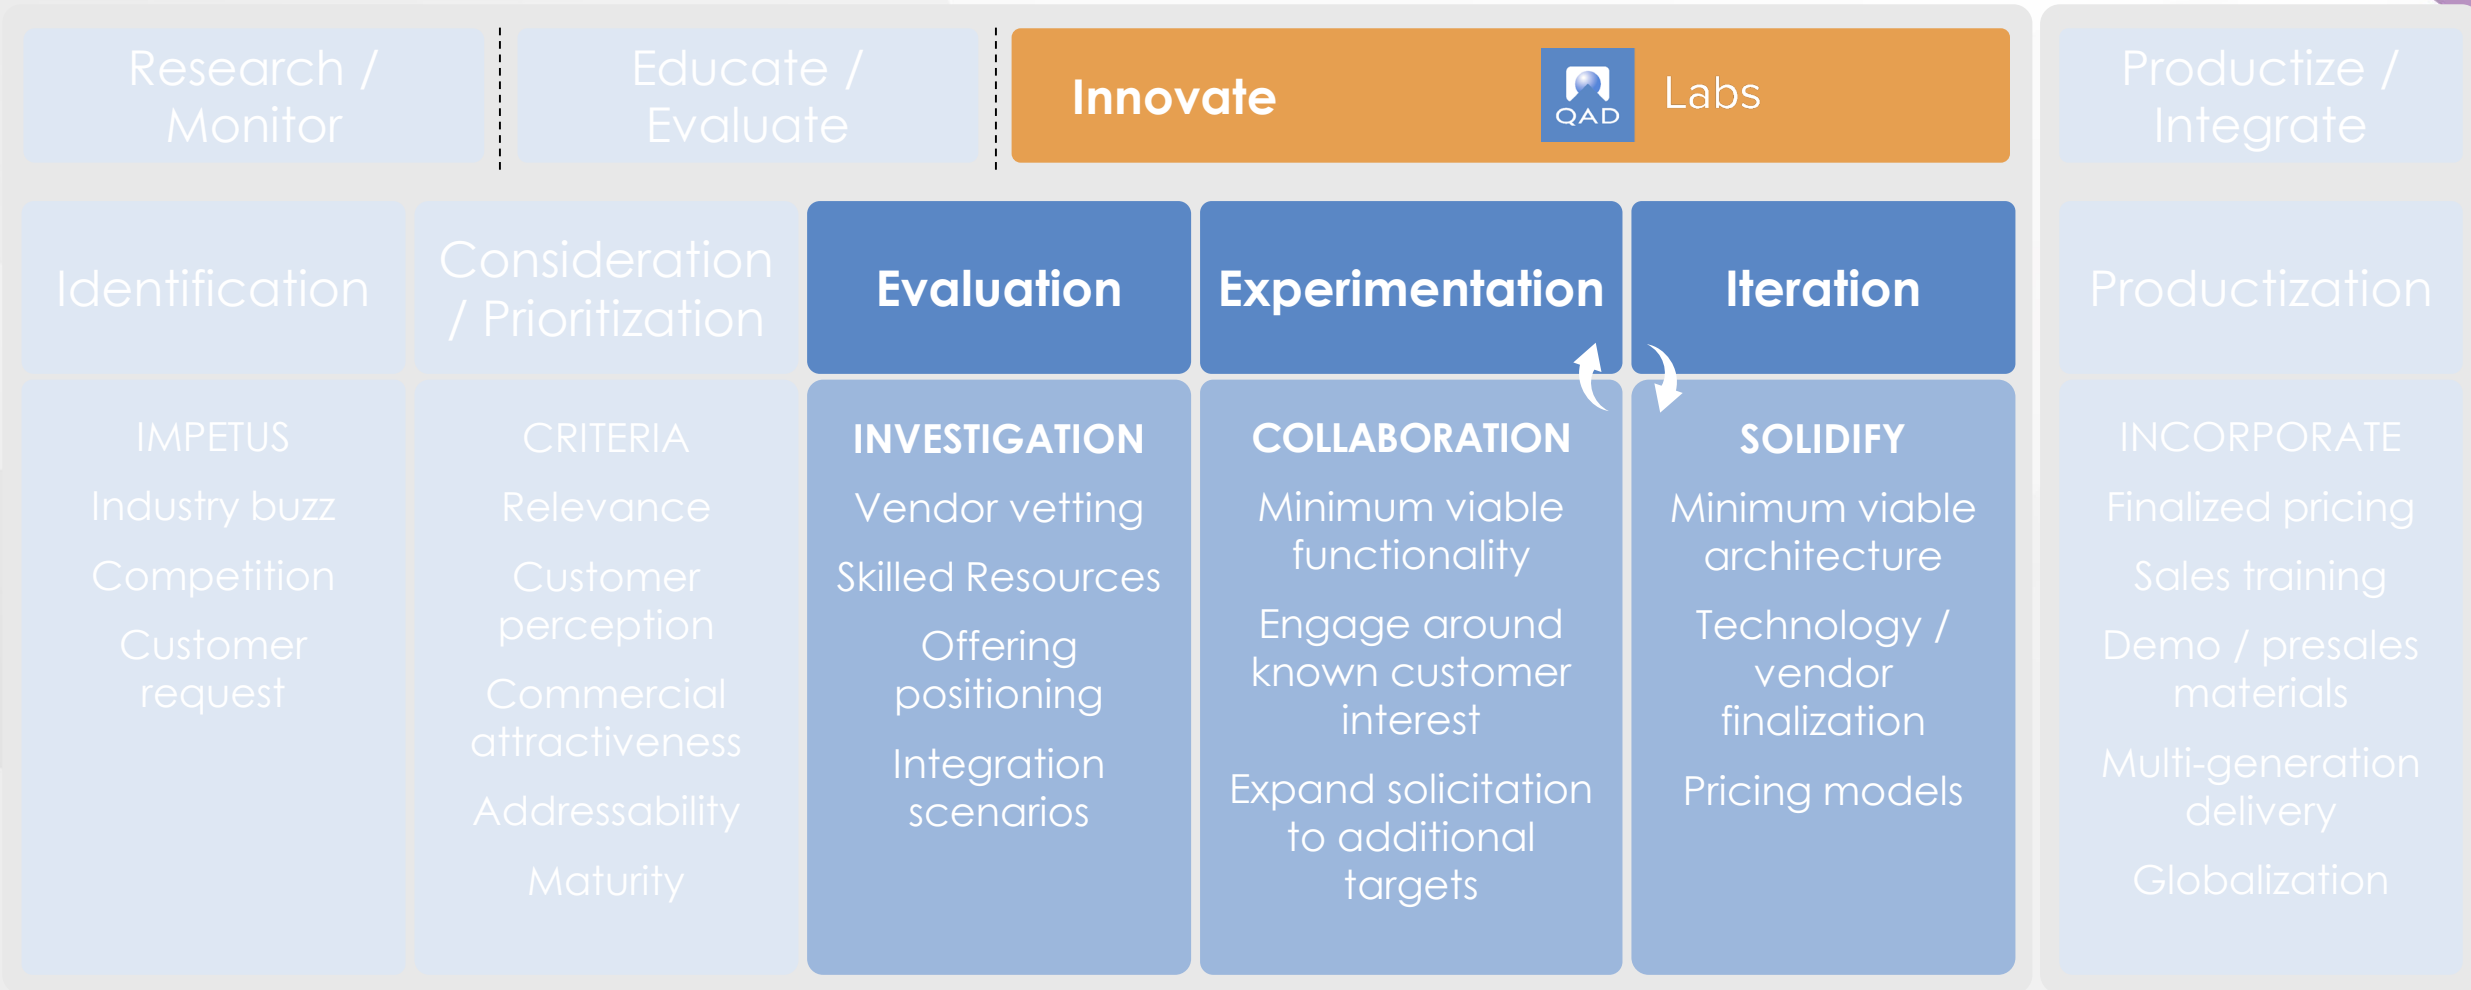 Research /
Monitor
Educate /
Evaluate
Innovate
QAD
Labs
Productize /
Integrate
Identification
Consideration
/ Prioritization
Evaluation
Experimentation
Iteration
Productization
IMPETUS
Industry buzz
Competition
Customer
request
CRITERIA
Relevance
Customer
perception
Commercial
attractiveness
Addressability
Maturity
INVESTIGATION
Vendor vetting
Skilled Resources
Offering
positioning
Integration
scenarios
COLLABORATION
Minimum viable
functionality
Engage around
known customer
interest
Expand solicitation
to additional
targets
SOLIDIFY
Minimum viable
architecture
Technology /
vendor
finalization
Pricing models
INCORPORATE
Finalized pricing
Sales training
Demo / presales
materials
Multi-generation
delivery
Globalization